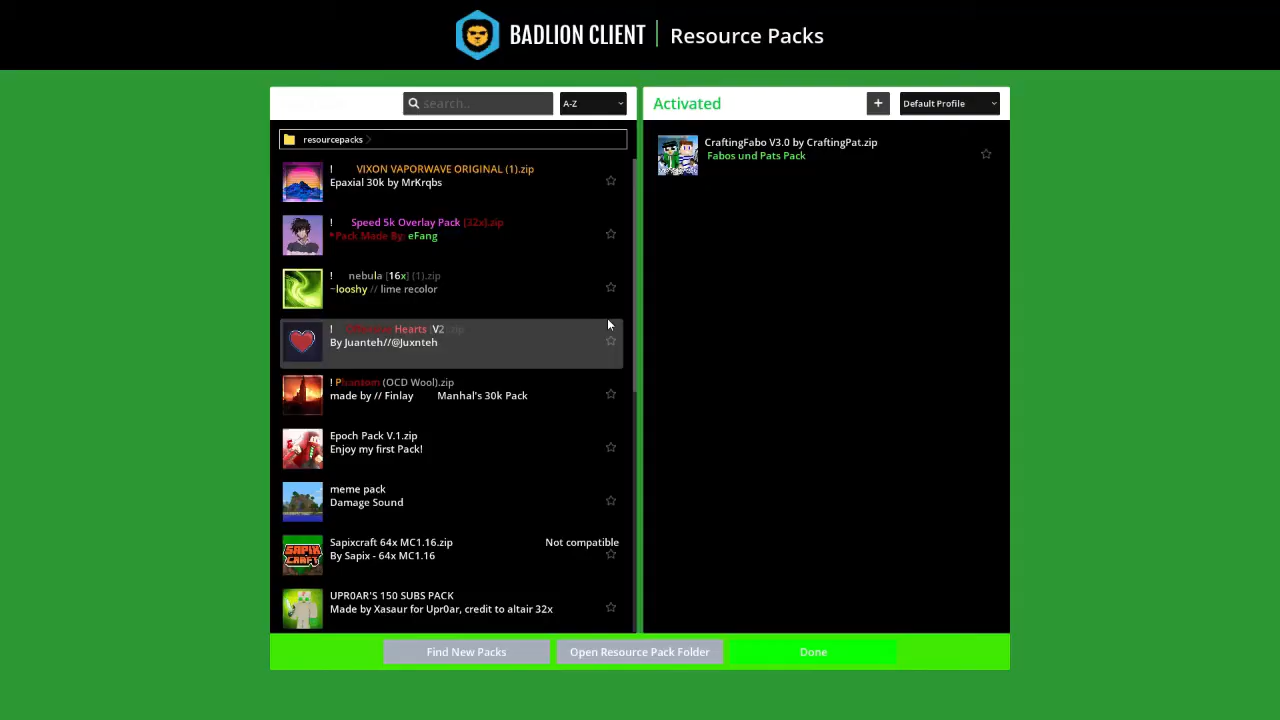 BADLION CLIENT | Resource Packs
search..
A-Z
Activated
+
Default Profile
resourcepacks
! VIXON VAPORWAVE ORIGINAL (1).zip
Epaxial 30k by MrKrqbs
! Speed 5k Overlay Pack [32x].zip
*Pack Made By: eFang
! nebula [16x] (1).zip
~looshy // lime recolor
! Hearts V2 .zip
By Juanteh//@Juxnteh
! Phantom (OCD Wool).zip
made by // Finlay Manhal's 30k Pack
Epoch Pack V.1.zip
Enjoy my first Pack!
meme pack
Damage Sound
Sapixcraft 64x MC1.16.zip
Not compatible
By Sapix - 64x MC1.16
UPR0AR'S 150 SUBS PACK
Made by Xasaur for Upr0ar, credit to altair 32x
CraftingFabo V3.0 by CraftingPat.zip
Fabos und Pats Pack
SAPIX
CRAFT
Find New Packs
Open Resource Pack Folder
Done